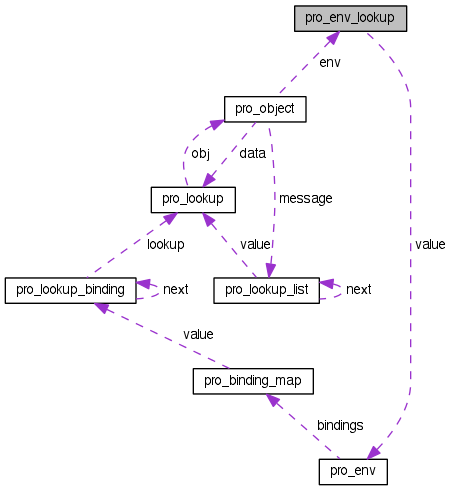 pro_env_lookup
env
pro_object
obj
data
pro_lookup
message
lookup
value
value
pro_lookup_binding
next
pro_lookup_list
next
value
pro_binding_map
bindings
pro_env